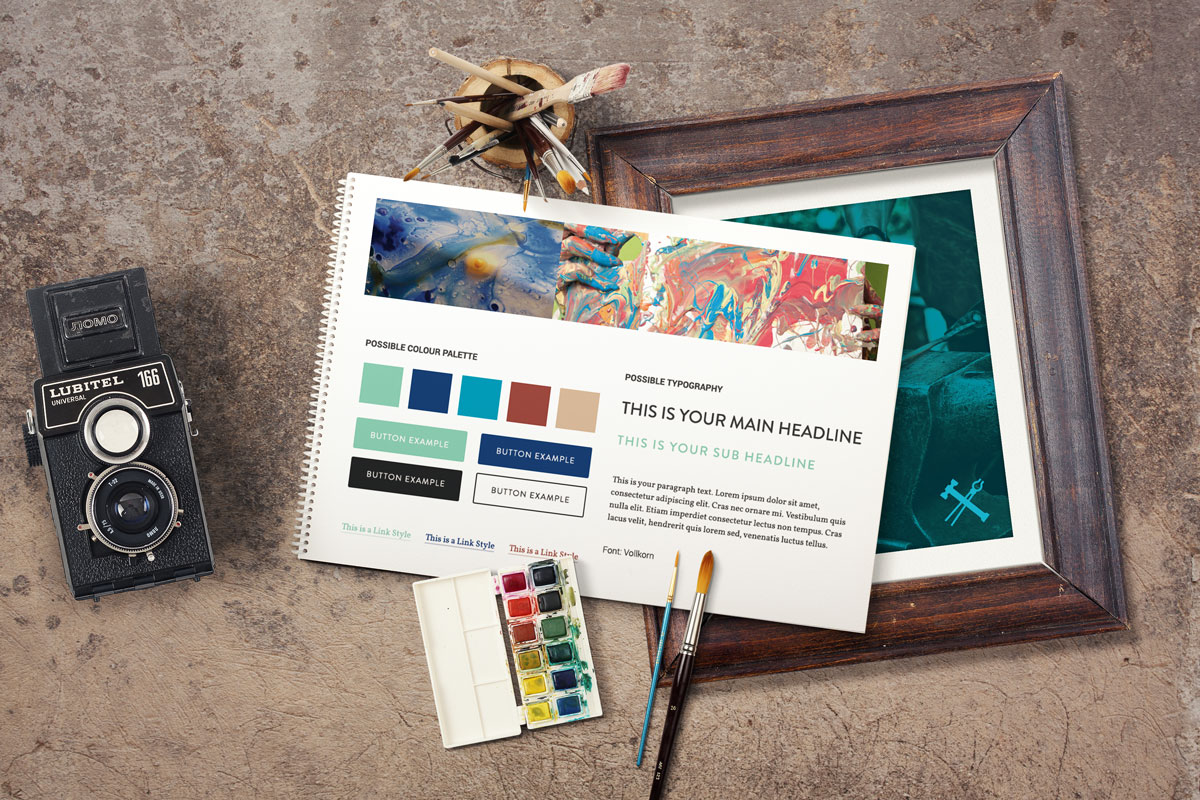 ЛОМО
LUBITEL 166
UNIVERSAL
POSSIBLE COLOUR PALETTE
BUTTON EXAMPLE
BUTTON EXAMPLE
BUTTON EXAMPLE
BUTTON EXAMPLE
This is a Link Style
This is a Link Style
This is a Link Style
POSSIBLE TYPOGRAPHY
THIS IS YOUR MAIN HEADLINE
THIS IS YOUR SUB HEADLINE
This is your paragraph text. Lorem ipsum dolor sit amet,
consectetur adipiscing elit. Cras nec ornare mi. Vestibulum quis
nulla elit. Etiam imperdiet consectetur lectus non tempus. Cras
lacus velit, hendrerit quis lorem sed, venenatis luctus tellus.
Font: Vollkorn